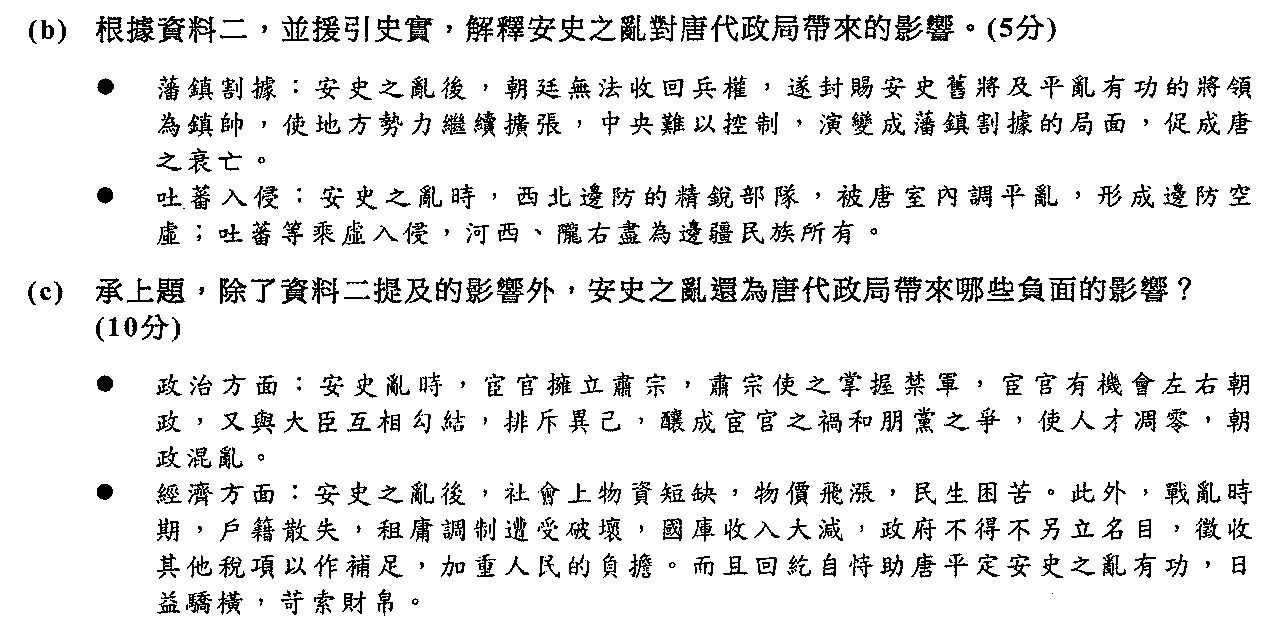 (b) 根據資料二，並援引史實，解釋安史之亂對唐代政局帶來的影響。(5分)
● 藩鎮割據：安史之亂後，朝廷無法收回兵權，遂封賜安史舊將及平亂有功的將領
為鎮帥，使地方勢力繼續擴張，中央難以控制，演變成藩鎮割據的局面，促成唐
之衰亡。
● 吐蕃入侵：安史之亂時，西北邊防的精銳部隊，被唐室內調平亂，形成邊防空
虛；吐蕃等乘虛入侵，河西、隴右盡為邊疆民族所有。
(c) 承上題，除了資料二提及的影響外，安史之亂還為唐代政局帶來哪些負面的影響？
(10分)
● 政治方面：安史亂時，宦官擁立肅宗，肅宗使之掌握禁軍，宦官有機會左右朝
政，又與大臣互相勾結，排斥異己，釀成宦官之禍和朋黨之爭，使人才凋零，朝
政混亂。
● 經濟方面：安史之亂後，社會上物資短缺，物價飛漲，民生困苦。此外，戰亂時
期，戶籍散失，租庸調制遭受破壞，國庫收入大減，政府不得不另立名目，徵收
其他稅項以作補足，加重人民的負擔。而且回紇自恃助唐平定安史之亂有功，日
益驕橫，苛索財帛。